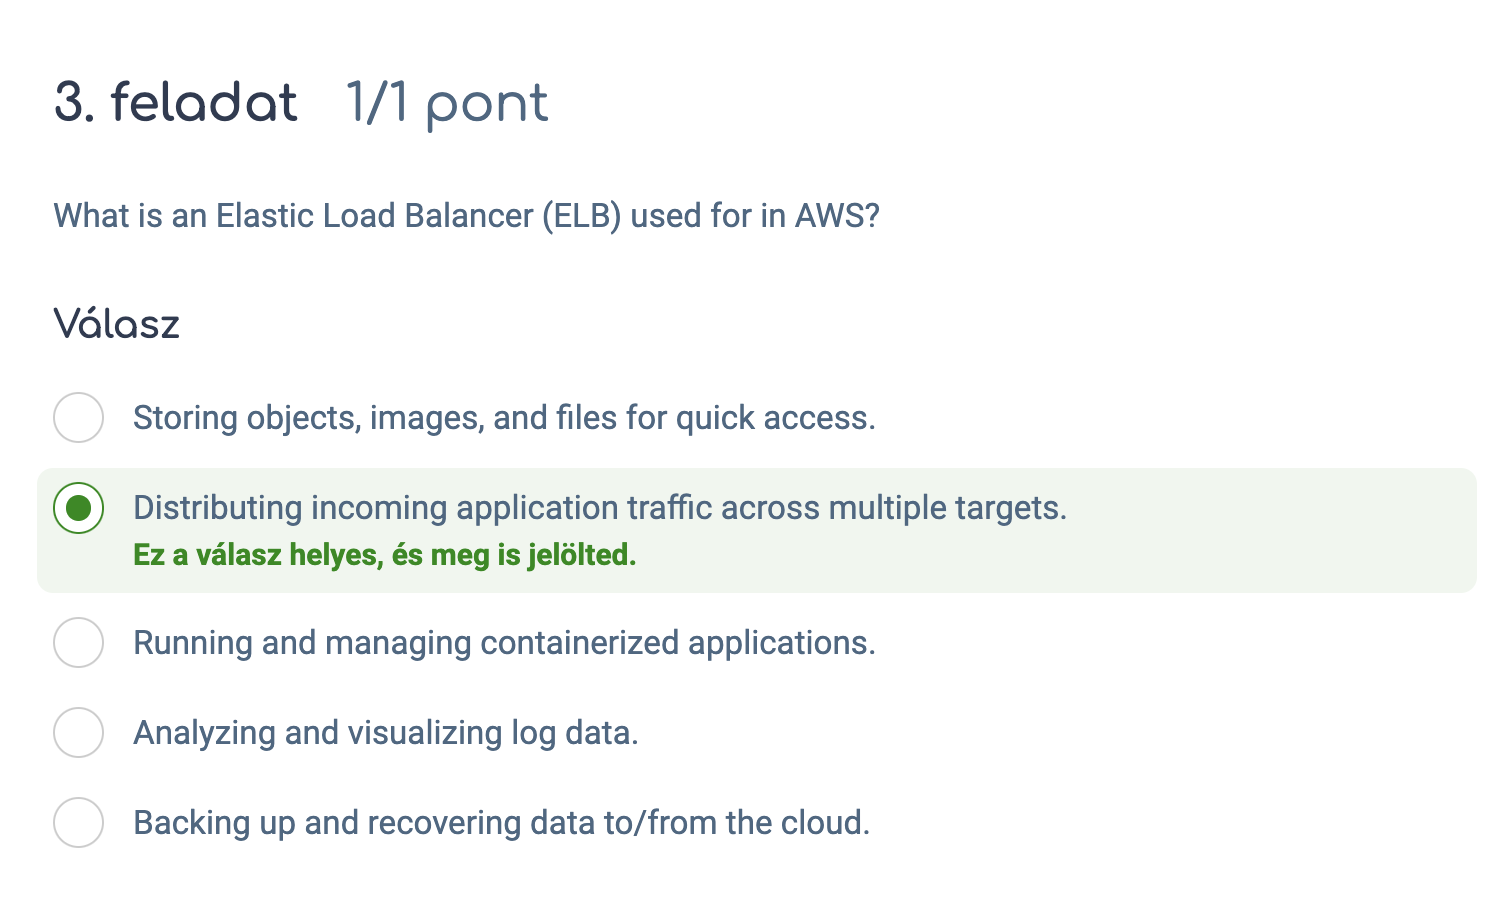 3. feladat 1/1 pont
What is an Elastic Load Balancer (ELB) used for in AWS?
Válasz
Storing objects, images, and files for quick access.
Distributing incoming application traffic across multiple targets.
Ez a válasz helyes, és meg is jelölted.
Running and managing containerized applications.
Analyzing and visualizing log data.
Backing up and recovering data to/from the cloud.